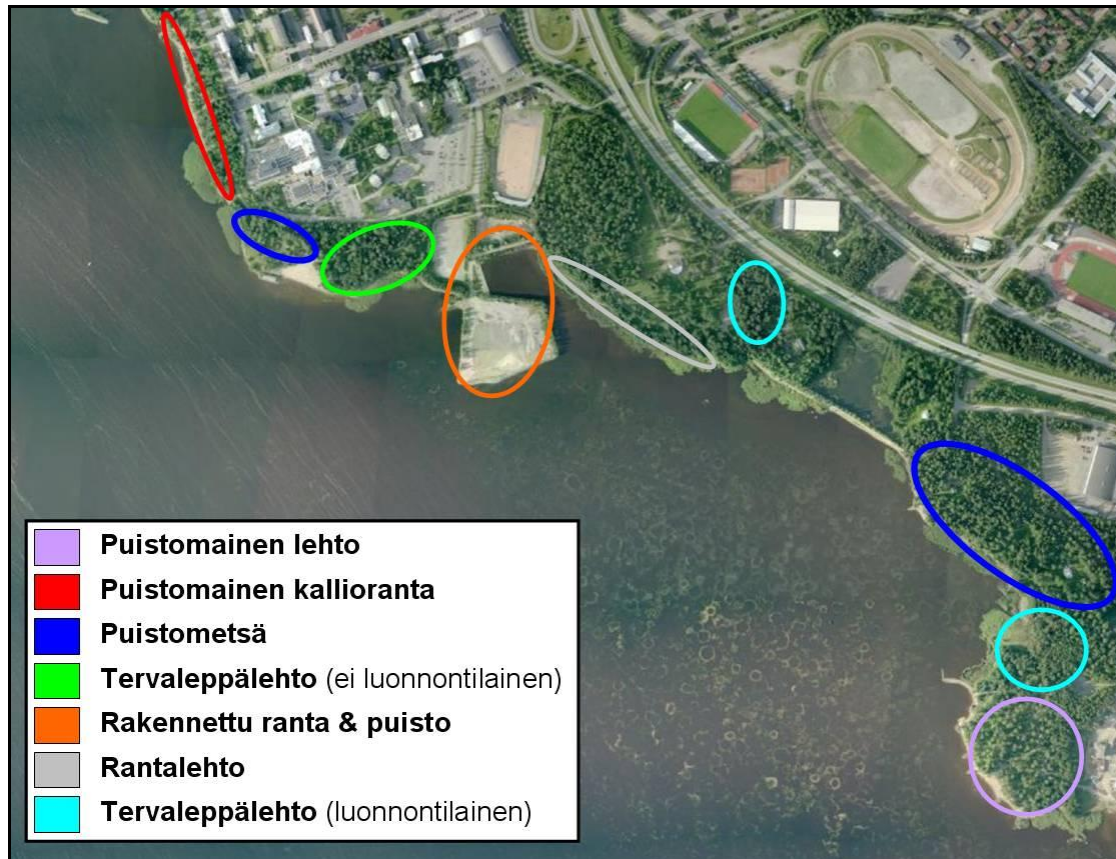 Puistomainen lehto
Puistomainen kallioranta
Puistometsä
Tervaleppälehto (ei luonnontilainen)
Rakennettu ranta & puisto
Rantalehto
Tervaleppälehto (luonnontilainen)